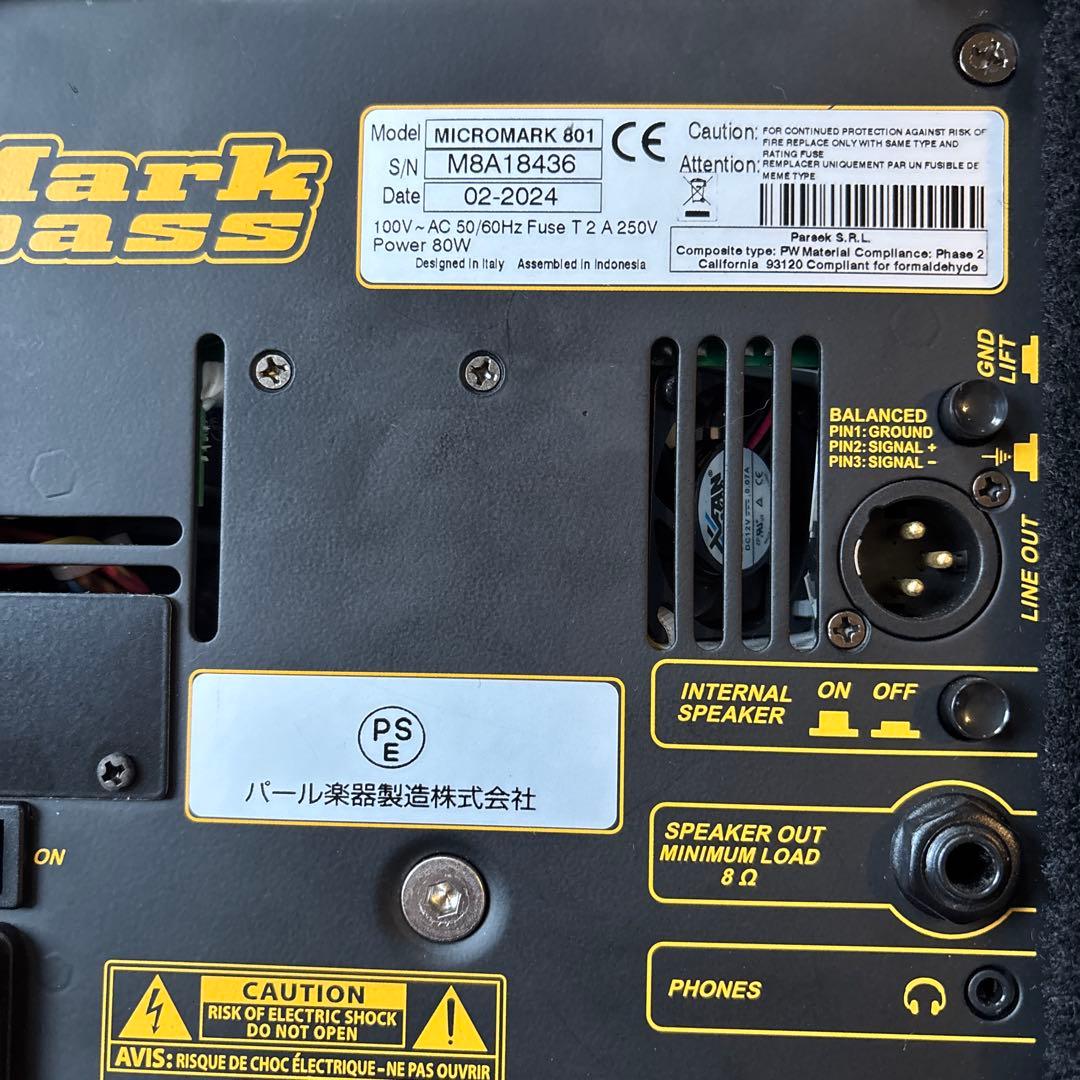 Mark
bass
Model MICROMARK 801
S/N M8A18436
Date 02-2024
100V~AC 50/60Hz Fuse T 2 A 250V
Power 80W
Designed in Italy Assembled in Indonesia
CE
Caution: FOR CONTINUED PROTECTION AGAINST RISK OF
FIRE REPLACE ONLY WITH SAME TYPE AND
RATING FUSE
Attention: REMPLACER UNIQUEMENT PAR UN FUSIBLE DE
MEME TYPE
Parsek S.R.L.
Composite type: PW Material Compliance: Phase 2
California 93120 Compliant for formaldehyde
GND
LIFT
BALANCED
PIN1: GROUND
PIN2: SIGNAL +
PIN3: SIGNAL -
LINE OUT
DC12V 0.07A
CE
INTERNAL
SPEAKER
ON OFF
PS
E
パール楽器製造株式会社
ON
SPEAKER OUT
MINIMUM LOAD
8 Ω
PHONES
CAUTION
RISK OF ELECTRIC SHOCK
DO NOT OPEN
AVIS: RISQUE DE CHOC ÉLECTRIQUE-NE PAS OUVRIR